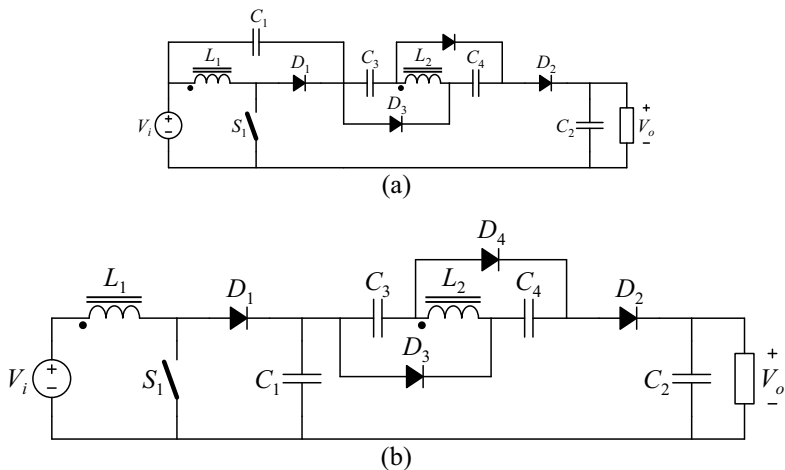 C1
L1
D1
C3
L2
C4
D2
D3
Vi
+
−
S1
C2
+
Vo
−
(a)
D4
L1
D1
C3
L2
C4
D2
D3
Vi
+
−
S1
C1
C2
+
Vo
−
(b)